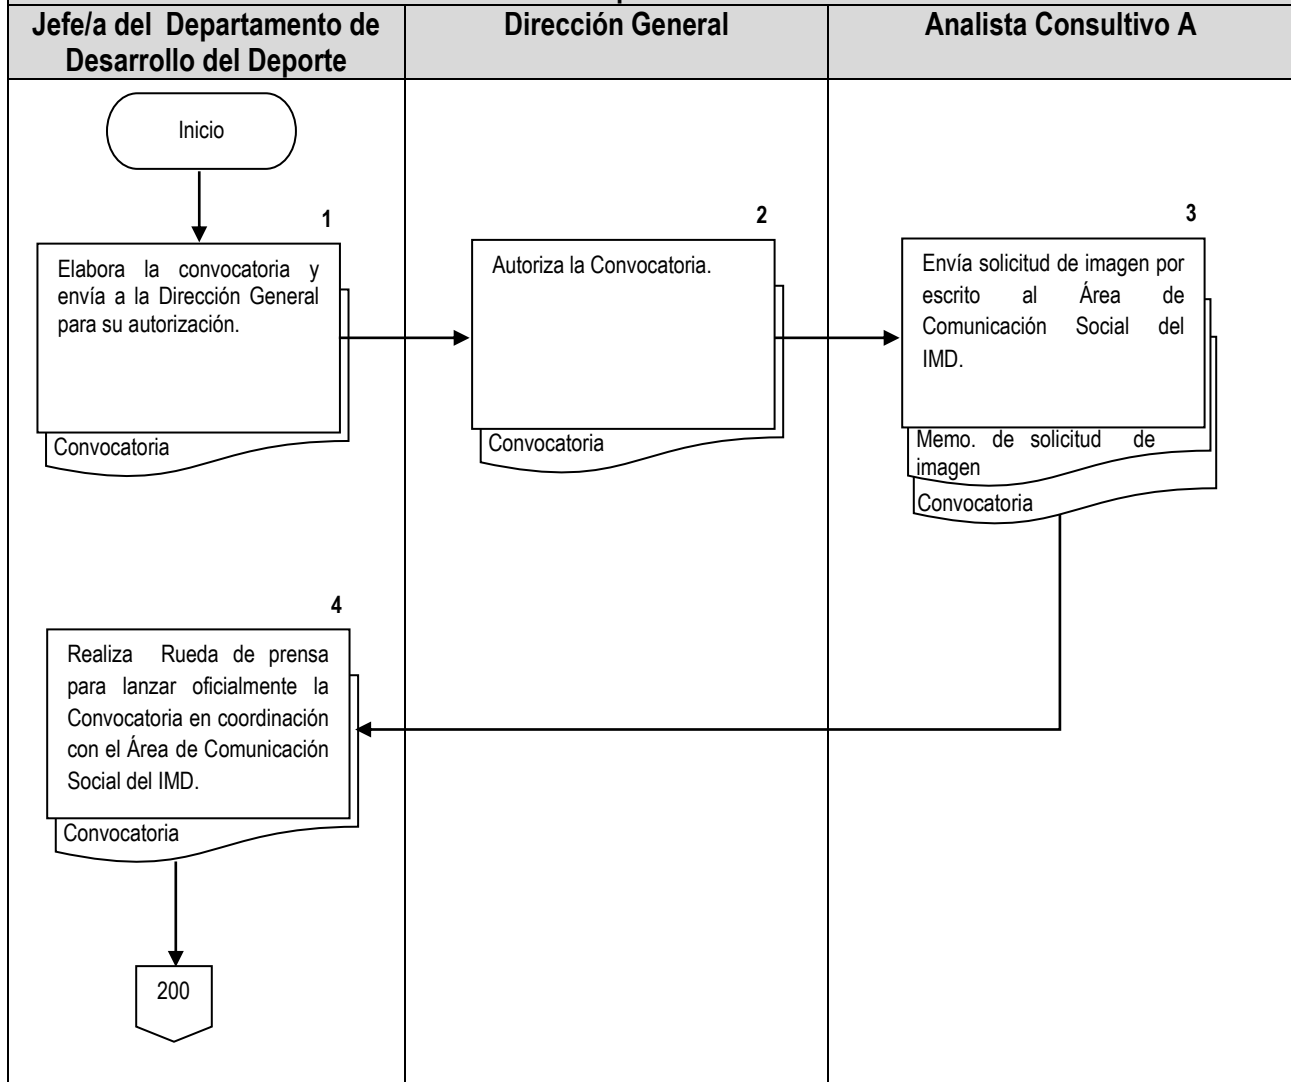 Jefe/a del Departamento de
Desarrollo del Deporte
Dirección General
Analista Consultivo A
Inicio
1
Elabora la convocatoria y
envía a la Dirección General
para su autorización.
Convocatoria
2
Autoriza la Convocatoria.
Convocatoria
3
Envía solicitud de imagen por
escrito al Área de
Comunicación Social del
IMD.
Memo. de solicitud de
imagen
Convocatoria
4
Realiza Rueda de prensa
para lanzar oficialmente la
Convocatoria en coordinación
con el Área de Comunicación
Social del IMD.
Convocatoria
200